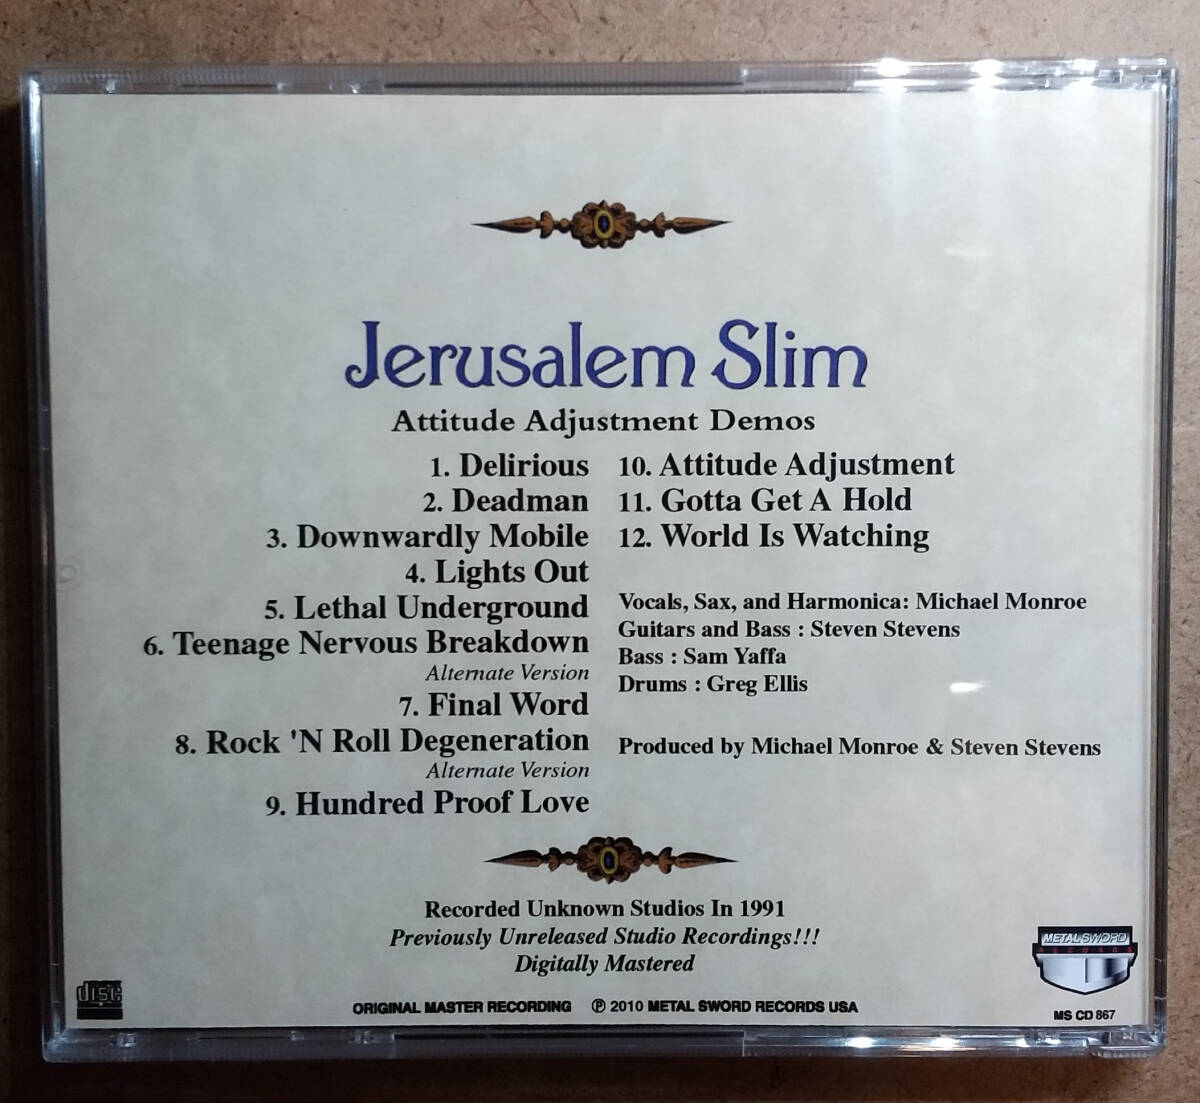 Jerusalem Slim
Attitude Adjustment Demos
1. Delirious
2. Deadman
3. Downwardly Mobile
4. Lights Out
5. Lethal Underground
6. Teenage Nervous Breakdown
Alternate Version
7. Final Word
8. Rock 'N Roll Degeneration
Alternate Version
9. Hundred Proof Love
10. Attitude Adjustment
11. Gotta Get A Hold
12. World Is Watching
Vocals, Sax, and Harmonica: Michael Monroe
Guitars and Bass : Steven Stevens
Bass : Sam Yaffa
Drums : Greg Ellis
Produced by Michael Monroe & Steven Stevens
Recorded Unknown Studios In 1991
Previously Unreleased Studio Recordings!!!
Digitally Mastered
disc
ORIGINAL MASTER RECORDING ℗ 2010 METAL SWORD RECORDS USA
METAL SWORD
RECORDS
MS CD 867